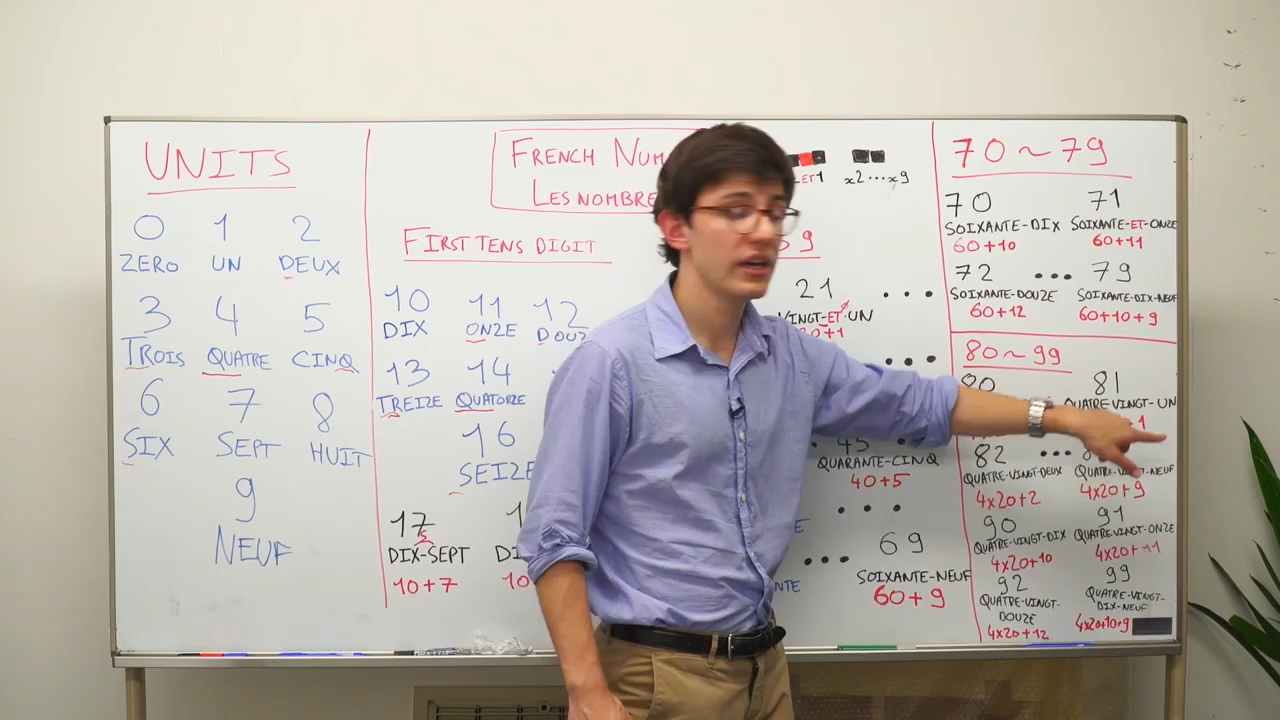 UNITS
0 1 2
ZERO UN DEUX
3 4 5
TROIS QUATRE CINQ
6 7 8
SIX SEPT HUIT
9
NEUF
FRENCH
LES
FIRST TENS DIGIT
10 11 12
DIX ONZE
13 14
TREIZE QUATORZE
16
17
DIX-SEPT
10+7
ET1
x2...x9
21 ...
VINGT-ET-UN
...
45
QUARANTE-CINQ
40+5
...
... 69
SOIXANTE-NEUF
60+9
70~79
70 71
SOIXANTE-DIX SOIXANTE-ET-ONZE
60+10 60+11
72 ... 79
SOIXANTE-DOUZE SOIXANTE-DIX-NEUF
60+12 60+10+9
80~99
81
QUATRE VINGT-UN
82 ...
QUATRE-VINGT-DEUX QUATRE-VINGT-NEUF
4x20+2 4x20+9
90 91
QUATRE-VINGT-DIX QUATRE-VINGT-ONZE
4x20+10 4x20+11
92 99
QUATRE-VINGT-DOUZE QUATRE-VINGT-DIX-NEUF
4x20+12 4x20+10+9